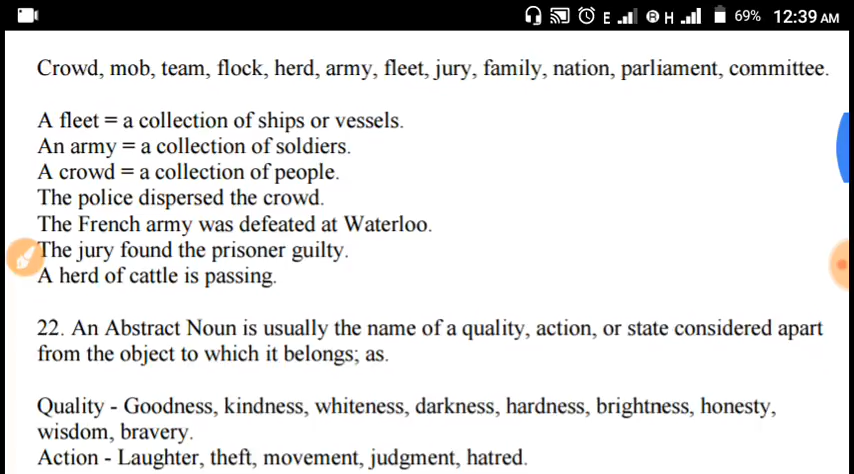 E H 69% 12:39 AM
Crowd, mob, team, flock, herd, army, fleet, jury, family, nation, parliament, committee.
A fleet = a collection of ships or vessels.
An army = a collection of soldiers.
A crowd = a collection of people.
The police dispersed the crowd.
The French army was defeated at Waterloo.
The jury found the prisoner guilty.
A herd of cattle is passing.
22. An Abstract Noun is usually the name of a quality, action, or state considered apart
from the object to which it belongs; as.
Quality - Goodness, kindness, whiteness, darkness, hardness, brightness, honesty,
wisdom, bravery.
Action - Laughter, theft, movement, judgment, hatred.